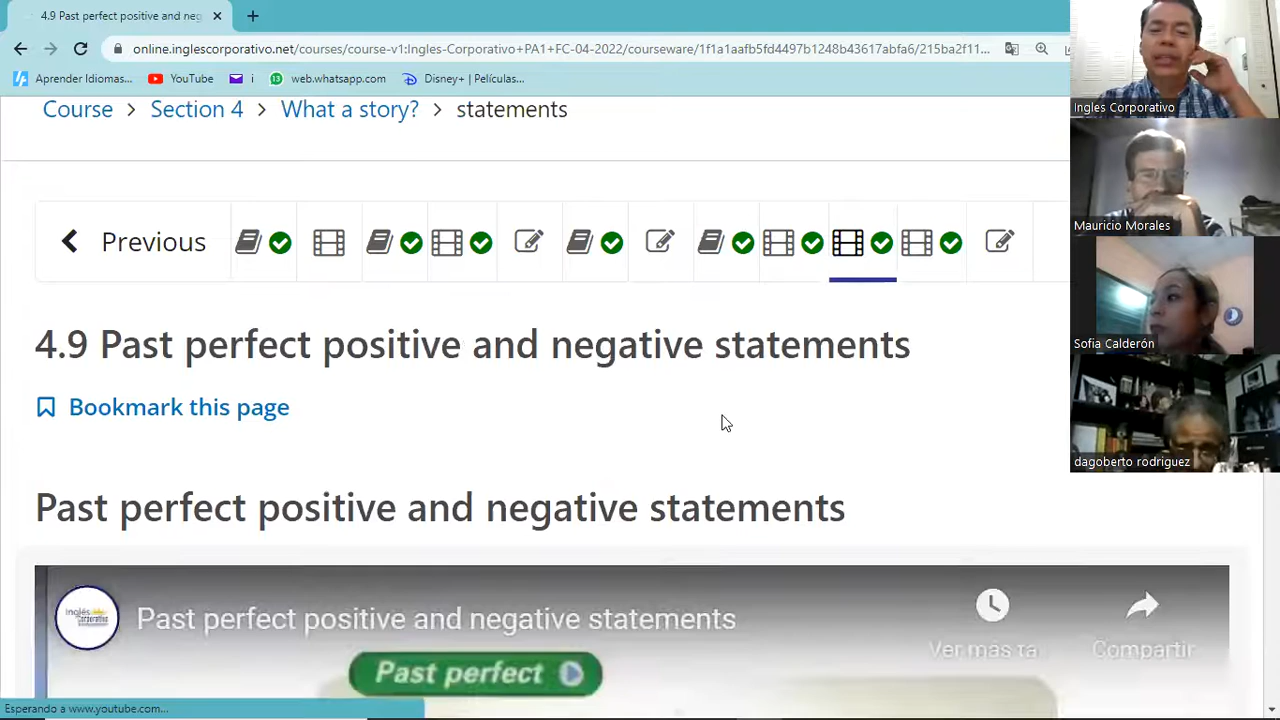 4.9 Past perfect positive and neg
online.inglescorporativo.net/courses/course-v1:Ingles-Corporativo+PA1+FC-04-2022/courseware/1f1a1aafb5fd4497b1248b43617abfa6/215ba2f11...
Aprender Idiomas... YouTube i web.whatsapp.com Disney+ | Películas...
Course > Section 4 > What a story? > statements
Previous
4.9 Past perfect positive and negative statements
Bookmark this page
Past perfect positive and negative statements
Past perfect positive and negative statements
Ver más ta
Compartir
Past perfect
Esperando a www.youtube.com...
Ingles Corporativo
Mauricio Morales
Sofia Calderón
dagoberto rodriguez